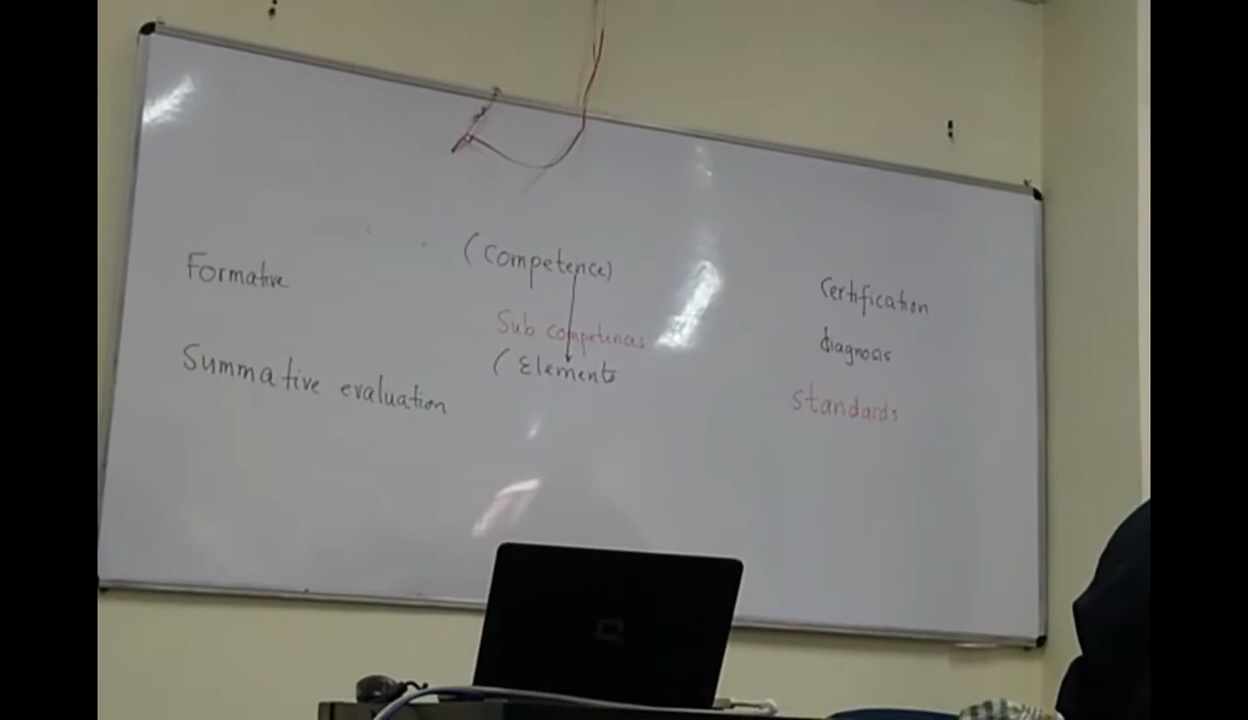 Formative
Summative evaluation
(Competence)
Sub competences
(Elements
Certification
diagnosis
Standards